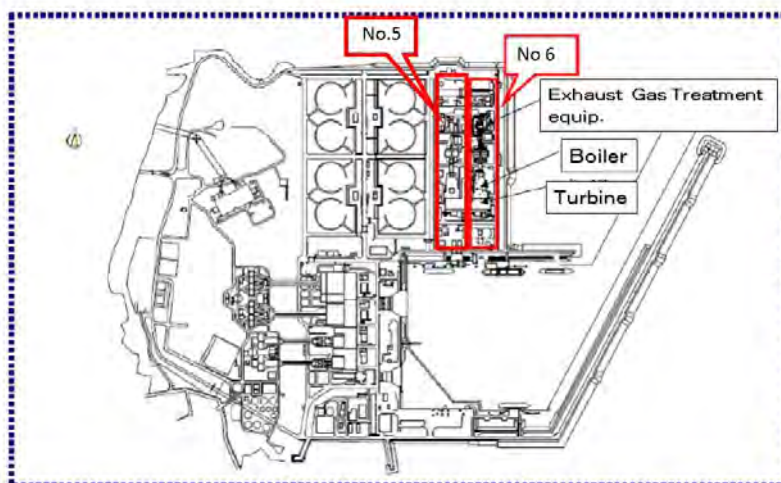 No.5
No 6
Exhaust Gas Treatment
equip.
Boiler
Turbine